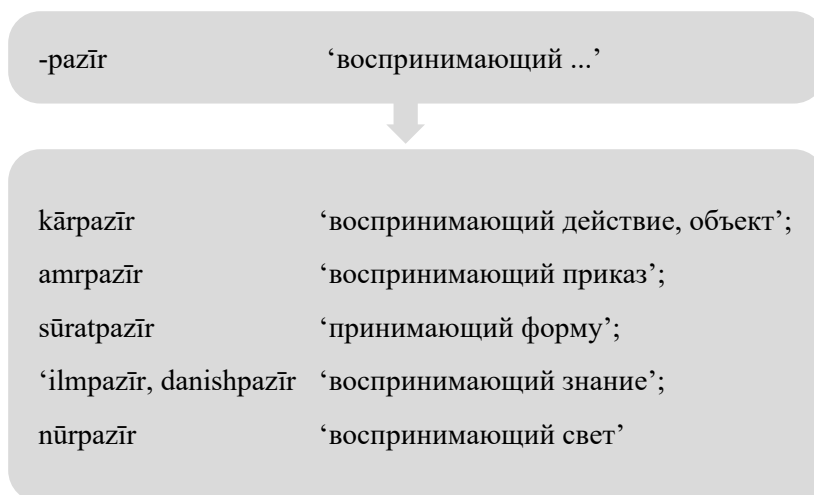 -pazīr ‘воспринимающий ...’
kārpazīr ‘воспринимающий действие, объект’;
amrpazīr ‘воспринимающий приказ’;
sūratpazīr ‘принимающий форму’;
‘ilmpazīr, danishpazīr ‘воспринимающий знание’;
nūrpazīr ‘воспринимающий свет’